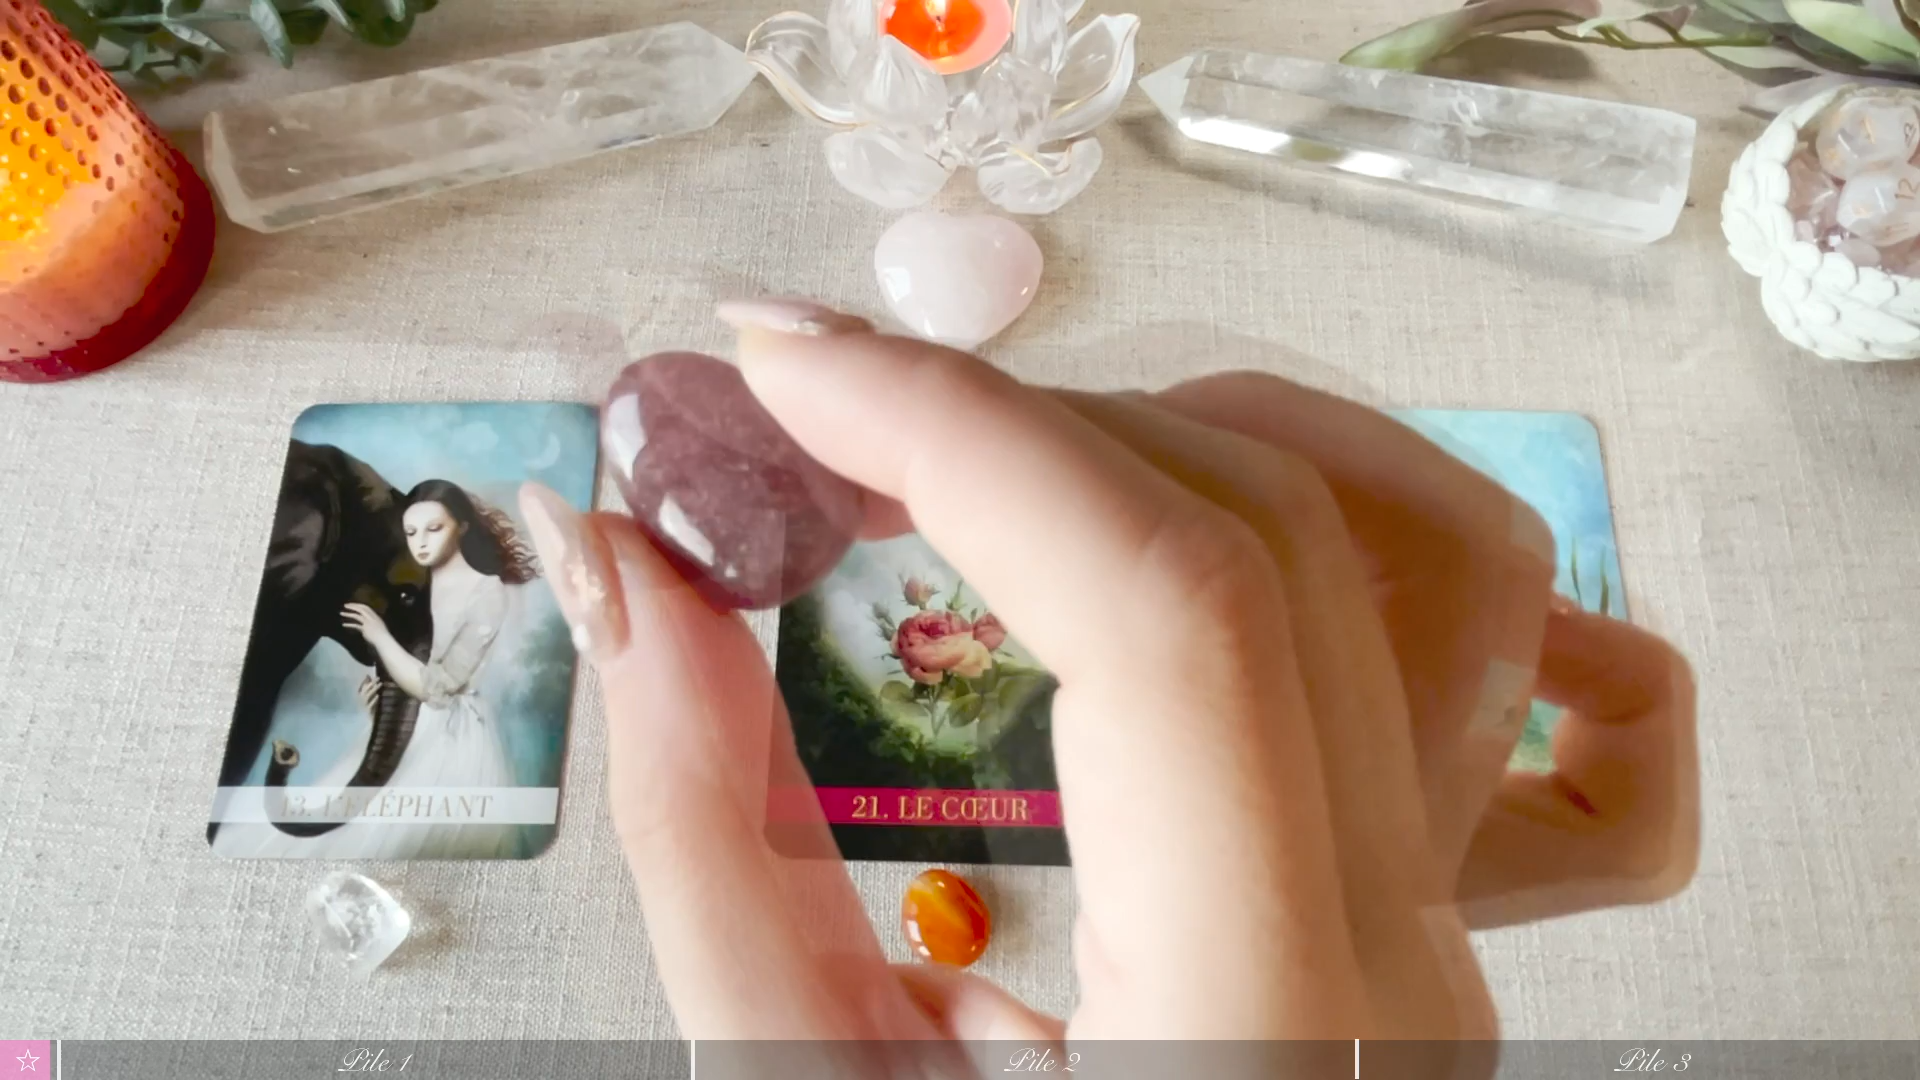 13. L'ÉLÉPHANT
21. LE CŒUR
Pile 1
Pile 2
Pile 3